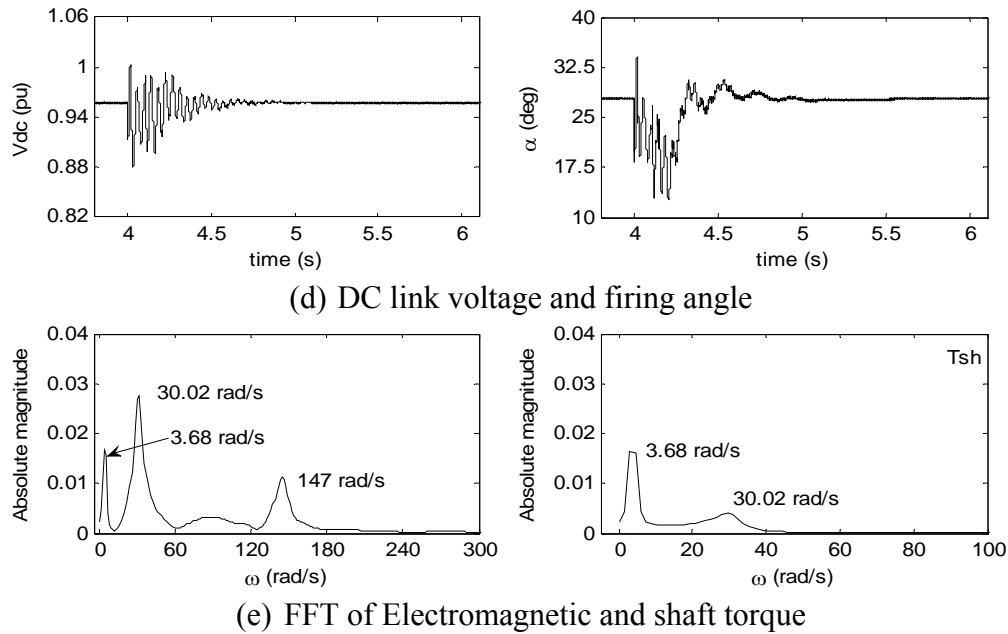 1.06
1
0.94
0.88
0.82
Vdc (pu)
4
4.5
5
5.5
6
time (s)
40
32.5
25
17.5
10
α (deg)
4
4.5
5
5.5
6
time (s)
(d) DC link voltage and firing angle
0.04
0.03
0.02
0.01
0
Absolute magnitude
30.02 rad/s
3.68 rad/s
147 rad/s
0
60
120
180
240
300
ω (rad/s)
0.04
0.03
0.02
0.01
0
Absolute magnitude
Tsh
3.68 rad/s
30.02 rad/s
0
20
40
60
80
100
ω (rad/s)
(e) FFT of Electromagnetic and shaft torque